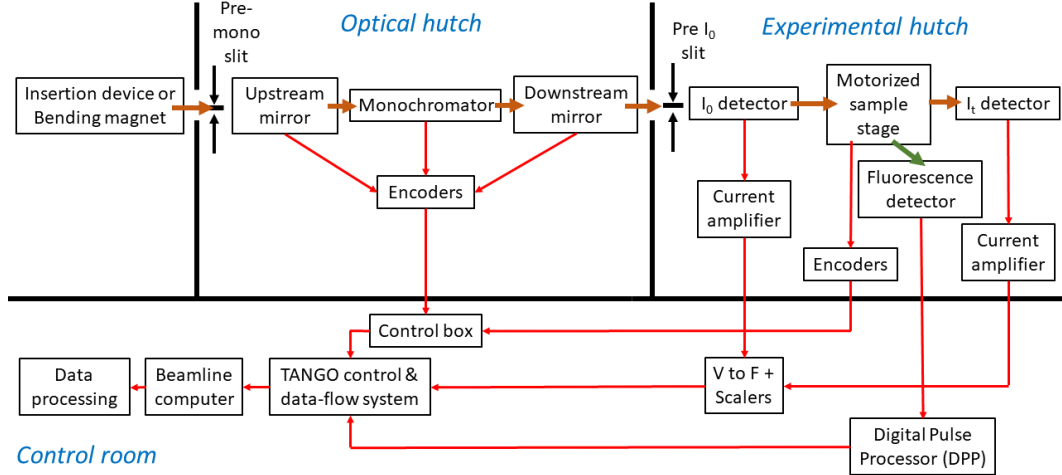 Pre-
mono
slit
Optical hutch
Pre I₀
slit
Experimental hutch
Insertion device or
Bending magnet
Upstream
mirror
Monochromator
Downstream
mirror
I₀ detector
Motorized
sample
stage
Iₜ detector
Encoders
Current
amplifier
Fluorescence
detector
Encoders
Current
amplifier
Control box
Data
processing
Beamline
computer
TANGO control &
data-flow system
V to F +
Scalers
Digital Pulse
Processor (DPP)
Control room